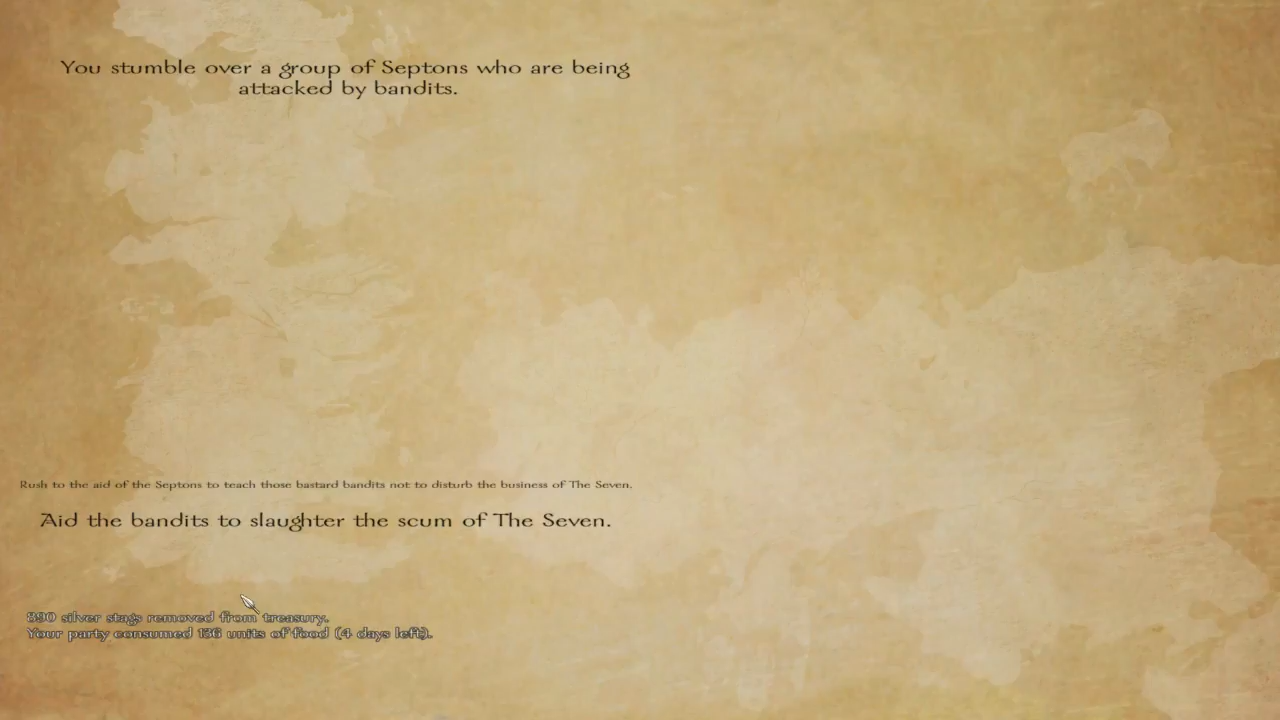 You stumble over a group of Septons who are being
attacked by bandits.
Rush to the aid of the Septons to teach those bastard bandits not to disturb the business of The Seven.
Aid the bandits to slaughter the scum of The Seven.
890 silver stags removed from treasury.
Your party consumed 136 units of food (4 days left).